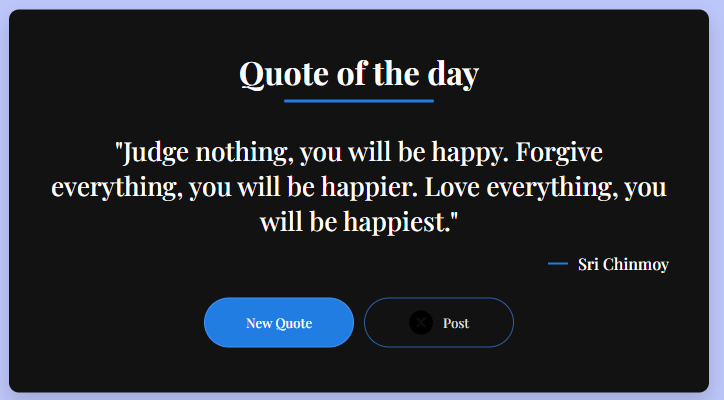 Quote of the day
"Judge nothing, you will be happy. Forgive
everything, you will be happier. Love everything, you
will be happiest."
Sri Chinmoy
New Quote
Post